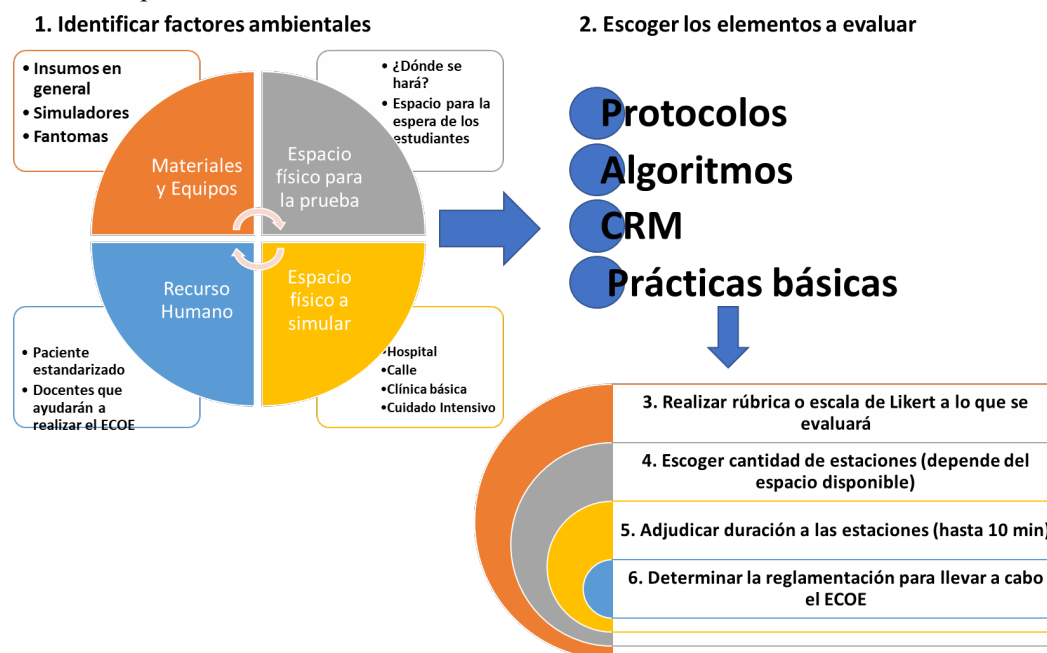 1. Identificar factores ambientales
• Insumos en
general
• Simuladores
• Fantomas
• ¿Dónde se
hará?
• Espacio para la
espera de los
estudiantes
Materiales
y Equipos
Espacio
físico para
la prueba
Recurso
Humano
Espacio
físico a
simular
• Paciente
estandarizado
• Docentes que
ayudarán a
realizar el ECOE
•Hospital
•Calle
•Clínica básica
•Cuidado Intensivo
2. Escoger los elementos a evaluar
Protocolos
Algoritmos
CRM
Prácticas básicas
3. Realizar rúbrica o escala de Likert a lo que se
evaluará
4. Escoger cantidad de estaciones (depende del
espacio disponible)
5. Adjudicar duración a las estaciones (hasta 10 min)
6. Determinar la reglamentación para llevar a cabo
el ECOE